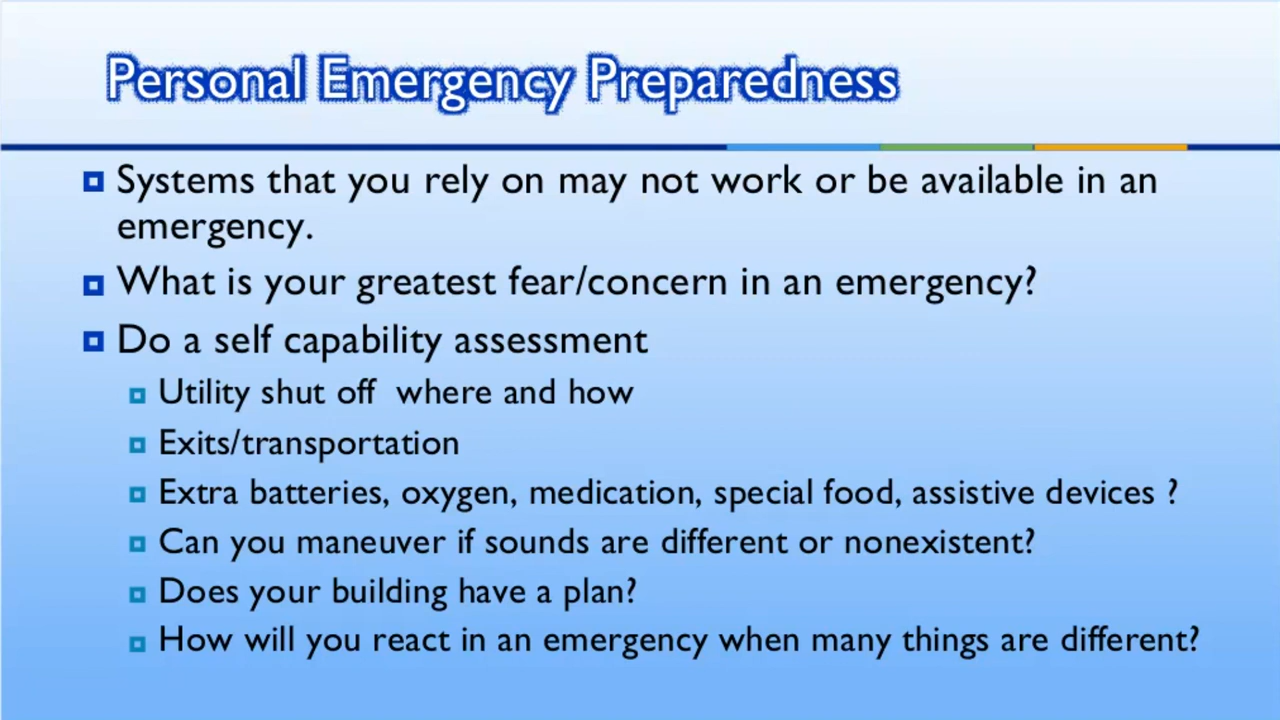 Personal Emergency Preparedness
Systems that you rely on may not work or be available in an
emergency.
What is your greatest fear/concern in an emergency?
Do a self capability assessment
Utility shut off  where and how
Exits/transportation
Extra batteries, oxygen, medication, special food, assistive devices ?
Can you maneuver if sounds are different or nonexistent?
Does your building have a plan?
How will you react in an emergency when many things are different?